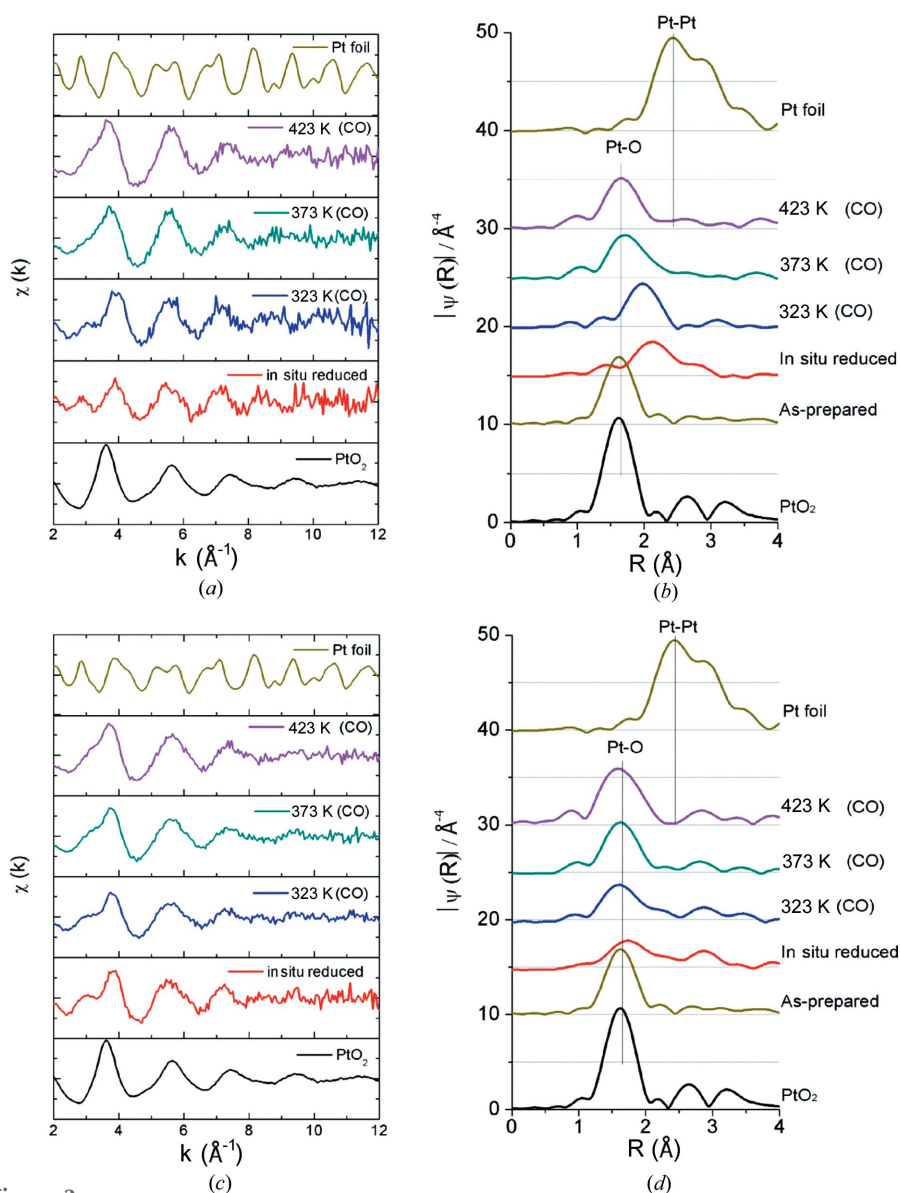 Pt foil
423 K (CO)
373 K (CO)
323 K (CO)
in situ reduced
PtO2
χ (k)
2 4 6 8 10 12
k (Å-1)
(a)
Pt-Pt
Pt-O
50
40
30
20
10
0
|ψ(R)| / Å-4
Pt foil
423 K (CO)
373 K (CO)
323 K (CO)
In situ reduced
As-prepared
PtO2
0 1 2 3 4
R (Å)
(b)
Pt foil
423 K (CO)
373 K (CO)
323 K (CO)
in situ reduced
PtO2
χ (k)
2 4 6 8 10 12
k (Å-1)
(c)
Pt-Pt
Pt-O
50
40
30
20
10
0
|ψ(R)| / Å-4
Pt foil
423 K (CO)
373 K (CO)
323 K (CO)
In situ reduced
As-prepared
PtO2
0 1 2 3 4
R (Å)
(d)